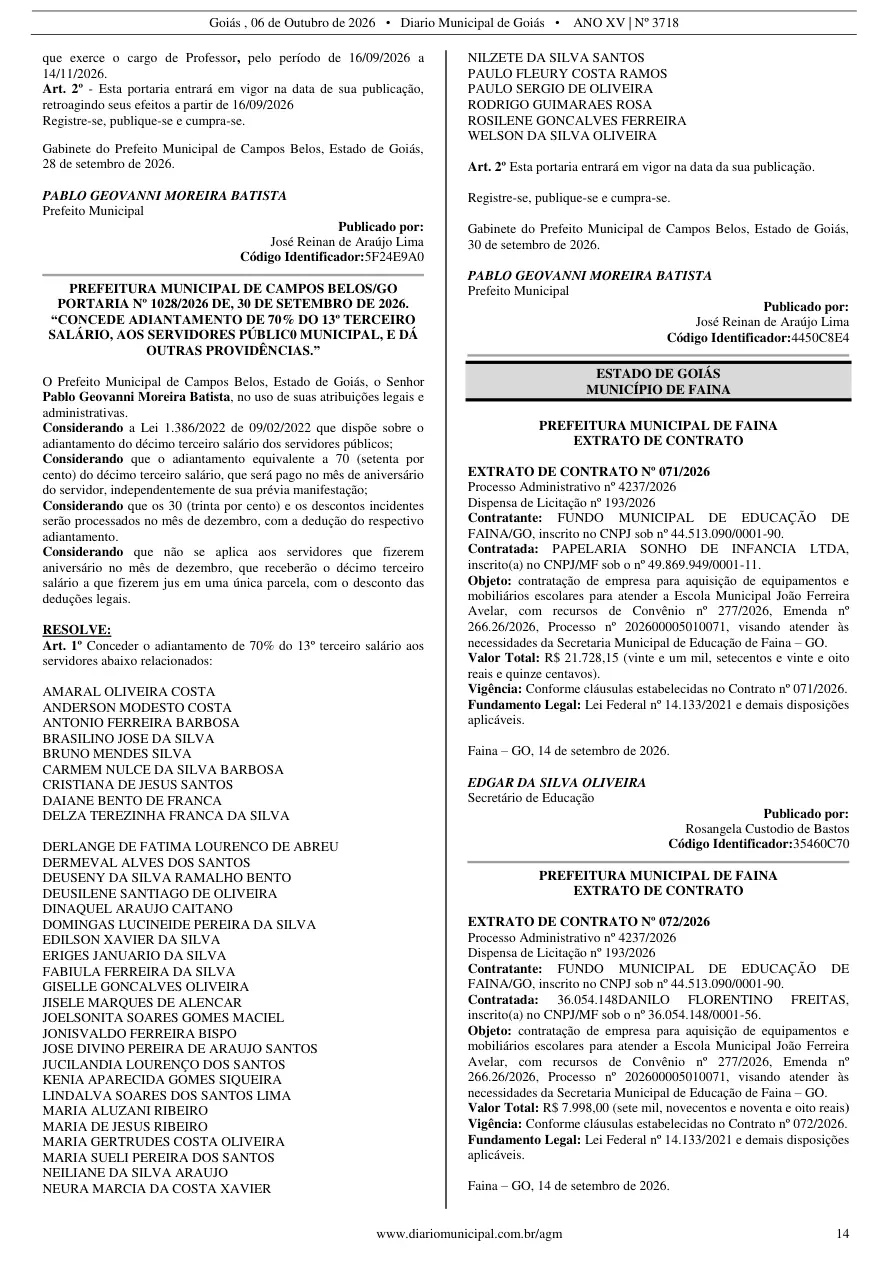 Goiás , 06 de Outubro de 2026 • Diario Municipal de Goiás • ANO XV | Nº 3718
que exerce o cargo de Professor, pelo período de 16/09/2026 a
14/11/2026.
Art. 2º - Esta portaria entrará em vigor na data de sua publicação,
retroagindo seus efeitos a partir de 16/09/2026
Registre-se, publique-se e cumpra-se.
Gabinete do Prefeito Municipal de Campos Belos, Estado de Goiás,
28 de setembro de 2026.
PABLO GEOVANNI MOREIRA BATISTA
Prefeito Municipal
Publicado por:
José Reinan de Araújo Lima
Código Identificador:5F24E9A0
PREFEITURA MUNICIPAL DE CAMPOS BELOS/GO
PORTARIA Nº 1028/2026 DE, 30 DE SETEMBRO DE 2026.
“CONCEDE ADIANTAMENTO DE 70% DO 13º TERCEIRO
SALÁRIO, AOS SERVIDORES PÚBLIC0 MUNICIPAL, E DÁ
OUTRAS PROVIDÊNCIAS.”
O Prefeito Municipal de Campos Belos, Estado de Goiás, o Senhor
Pablo Geovanni Moreira Batista, no uso de suas atribuições legais e
administrativas.
Considerando a Lei 1.386/2022 de 09/02/2022 que dispõe sobre o
adiantamento do décimo terceiro salário dos servidores públicos;
Considerando que o adiantamento equivalente a 70 (setenta por
cento) do décimo terceiro salário, que será pago no mês de aniversário
do servidor, independentemente de sua prévia manifestação;
Considerando que os 30 (trinta por cento) e os descontos incidentes
serão processados no mês de dezembro, com a dedução do respectivo
adiantamento.
Considerando que não se aplica aos servidores que fizerem
aniversário no mês de dezembro, que receberão o décimo terceiro
salário a que fizerem jus em uma única parcela, com o desconto das
deduções legais.
RESOLVE:
Art. 1º Conceder o adiantamento de 70% do 13º terceiro salário aos
servidores abaixo relacionados:
AMARAL OLIVEIRA COSTA
ANDERSON MODESTO COSTA
ANTONIO FERREIRA BARBOSA
BRASILINO JOSE DA SILVA
BRUNO MENDES SILVA
CARMEM NULCE DA SILVA BARBOSA
CRISTIANA DE JESUS SANTOS
DAIANE BENTO DE FRANCA
DELZA TEREZINHA FRANCA DA SILVA
DERLANGE DE FATIMA LOURENCO DE ABREU
DERMEVAL ALVES DOS SANTOS
DEUSENY DA SILVA RAMALHO BENTO
DEUSILENE SANTIAGO DE OLIVEIRA
DINAQUEL ARAUJO CAITANO
DOMINGAS LUCINEIDE PEREIRA DA SILVA
EDILSON XAVIER DA SILVA
ERIGES JANUARIO DA SILVA
FABIULA FERREIRA DA SILVA
GISELLE GONCALVES OLIVEIRA
JISELE MARQUES DE ALENCAR
JOELSONITA SOARES GOMES MACIEL
JONISVALDO FERREIRA BISPO
JOSE DIVINO PEREIRA DE ARAUJO SANTOS
JUCILANDIA LOURENÇO DOS SANTOS
KENIA APARECIDA GOMES SIQUEIRA
LINDALVA SOARES DOS SANTOS LIMA
MARIA ALUZANI RIBEIRO
MARIA DE JESUS RIBEIRO
MARIA GERTRUDES COSTA OLIVEIRA
MARIA SUELI PEREIRA DOS SANTOS
NEILIANE DA SILVA ARAUJO
NEURA MARCIA DA COSTA XAVIER
NILZETE DA SILVA SANTOS
PAULO FLEURY COSTA RAMOS
PAULO SERGIO DE OLIVEIRA
RODRIGO GUIMARAES ROSA
ROSILENE GONCALVES FERREIRA
WELSON DA SILVA OLIVEIRA
Art. 2º Esta portaria entrará em vigor na data da sua publicação.
Registre-se, publique-se e cumpra-se.
Gabinete do Prefeito Municipal de Campos Belos, Estado de Goiás,
30 de setembro de 2026.
PABLO GEOVANNI MOREIRA BATISTA
Prefeito Municipal
Publicado por:
José Reinan de Araújo Lima
Código Identificador:4450C8E4
ESTADO DE GOIÁS
MUNICÍPIO DE FAINA
PREFEITURA MUNICIPAL DE FAINA
EXTRATO DE CONTRATO
EXTRATO DE CONTRATO Nº 071/2026
Processo Administrativo nº 4237/2026
Dispensa de Licitação nº 193/2026
Contratante: FUNDO MUNICIPAL DE EDUCAÇÃO DE
FAINA/GO, inscrito no CNPJ sob nº 44.513.090/0001-90.
Contratada: PAPELARIA SONHO DE INFANCIA LTDA,
inscrito(a) no CNPJ/MF sob o nº 49.869.949/0001-11.
Objeto: contratação de empresa para aquisição de equipamentos e
mobiliários escolares para atender a Escola Municipal João Ferreira
Avelar, com recursos de Convênio nº 277/2026, Emenda nº
266.26/2026, Processo nº 202600005010071, visando atender às
necessidades da Secretaria Municipal de Educação de Faina – GO.
Valor Total: R$ 21.728,15 (vinte e um mil, setecentos e vinte e oito
reais e quinze centavos).
Vigência: Conforme cláusulas estabelecidas no Contrato nº 071/2026.
Fundamento Legal: Lei Federal nº 14.133/2021 e demais disposições
aplicáveis.
Faina – GO, 14 de setembro de 2026.
EDGAR DA SILVA OLIVEIRA
Secretário de Educação
Publicado por:
Rosangela Custodio de Bastos
Código Identificador:35460C70
PREFEITURA MUNICIPAL DE FAINA
EXTRATO DE CONTRATO
EXTRATO DE CONTRATO Nº 072/2026
Processo Administrativo nº 4237/2026
Dispensa de Licitação nº 193/2026
Contratante: FUNDO MUNICIPAL DE EDUCAÇÃO DE
FAINA/GO, inscrito no CNPJ sob nº 44.513.090/0001-90.
Contratada: 36.054.148DANILO FLORENTINO FREITAS,
inscrito(a) no CNPJ/MF sob o nº 36.054.148/0001-56.
Objeto: contratação de empresa para aquisição de equipamentos e
mobiliários escolares para atender a Escola Municipal João Ferreira
Avelar, com recursos de Convênio nº 277/2026, Emenda nº
266.26/2026, Processo nº 202600005010071, visando atender às
necessidades da Secretaria Municipal de Educação de Faina – GO.
Valor Total: R$ 7.998,00 (sete mil, novecentos e noventa e oito reais)
Vigência: Conforme cláusulas estabelecidas no Contrato nº 072/2026.
Fundamento Legal: Lei Federal nº 14.133/2021 e demais disposições
aplicáveis.
Faina – GO, 14 de setembro de 2026.
www.diariomunicipal.com.br/agm
14